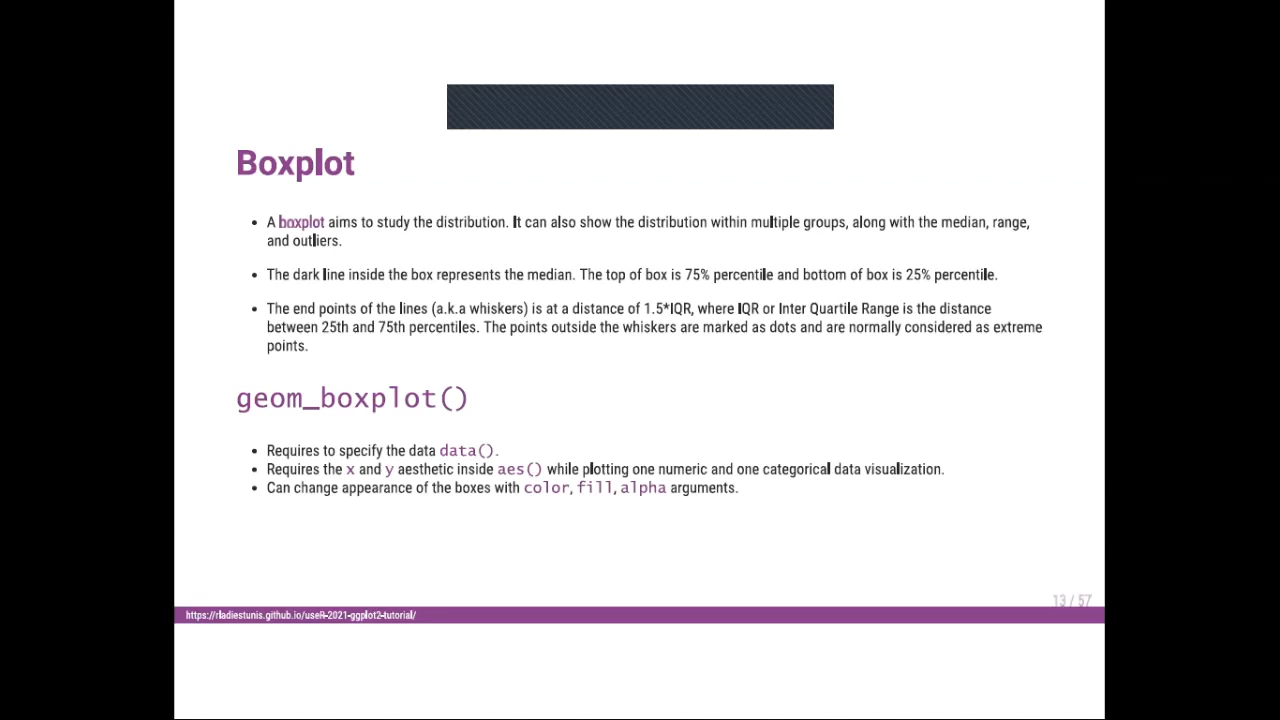 Boxplot
• A boxplot aims to study the distribution. It can also show the distribution within multiple groups, along with the median, range,
and outliers.
• The dark line inside the box represents the median. The top of box is 75% percentile and bottom of box is 25% percentile.
• The end points of the lines (a.k.a whiskers) is at a distance of 1.5*IQR, where IQR or Inter Quartile Range is the distance
between 25th and 75th percentiles. The points outside the whiskers are marked as dots and are normally considered as extreme
points.
geom_boxplot()
• Requires to specify the data data().
• Requires the x and y aesthetic inside aes() while plotting one numeric and one categorical data visualization.
• Can change appearance of the boxes with color, fill, alpha arguments.
13 / 57
https://rladiestunis.github.io/useR-2021-ggplot2-tutorial/